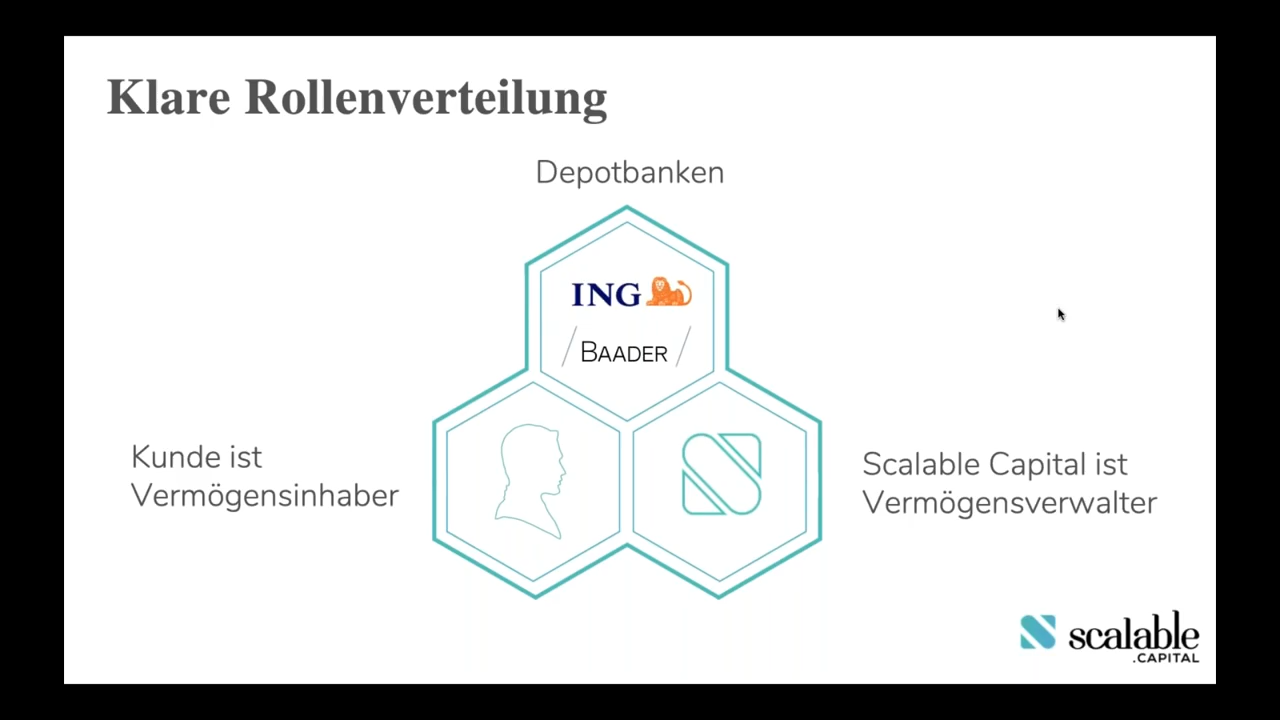 Klare Rollenverteilung
Depotbanken
ING
BAADER
Kunde ist
Vermögensinhaber
Scalable Capital ist
Vermögensverwalter
scalable
.CAPITAL